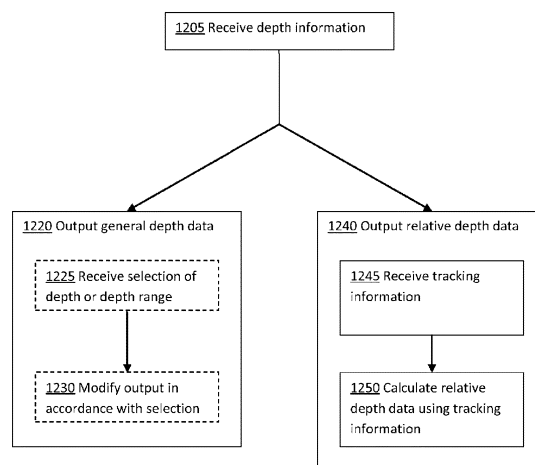 1205 Receive depth information
1220 Output general depth data
1225 Receive selection of
depth or depth range
1230 Modify output in
accordance with selection
1240 Output relative depth data
1245 Receive tracking
information
1250 Calculate relative
depth data using tracking
information